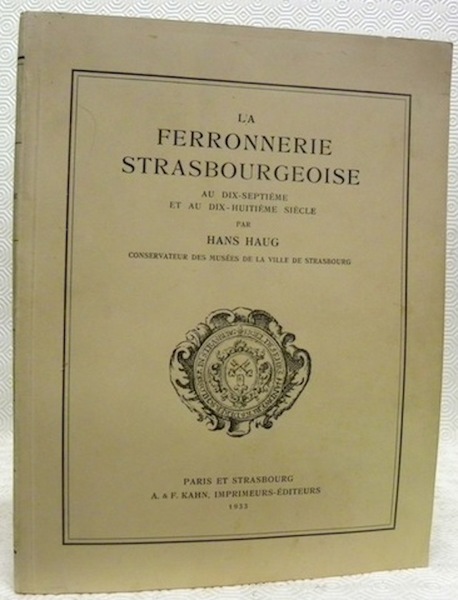 LA
FERRONNERIE
STRASBOURGEOISE
AU DIX-SEPTIÈME
ET AU DIX-HUITIÈME SIÈCLE
PAR
HANS HAUG
CONSERVATEUR DES MUSÉES DE LA VILLE DE STRASBOURG
PARIS ET STRASBOURG
A. & F. KAHN, IMPRIMEURS-ÉDITEURS
1933